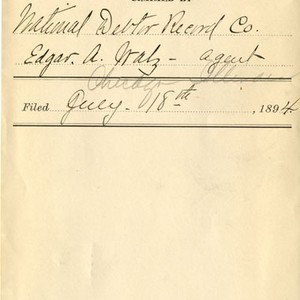 National Debtor Record Co.
Edgar. A. Walz - agent
Chicago Illinois
Filed July. 18th, 1894